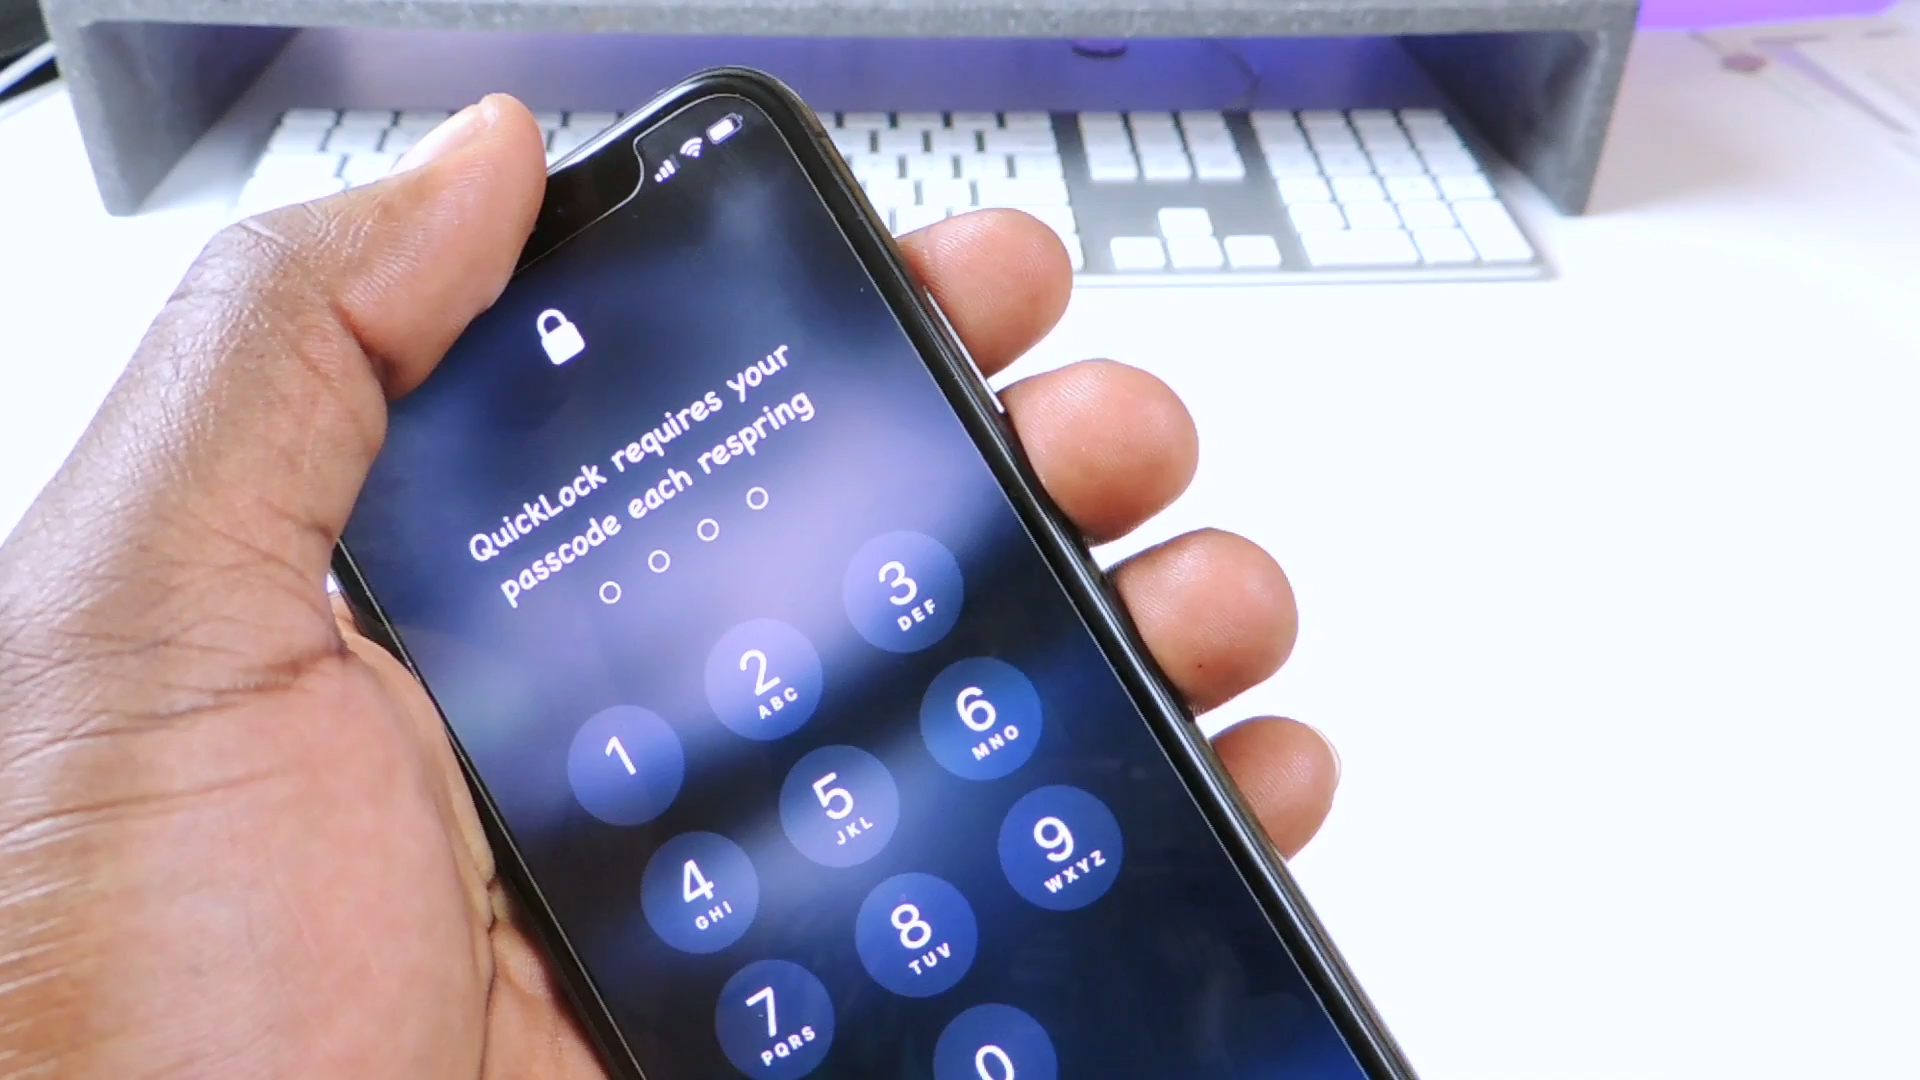 QuickLock requires your
passcode each respring
1
2
ABC
3
DEF
4
GHI
5
JKL
6
MNO
7
PQRS
8
TUV
9
WXYZ
0